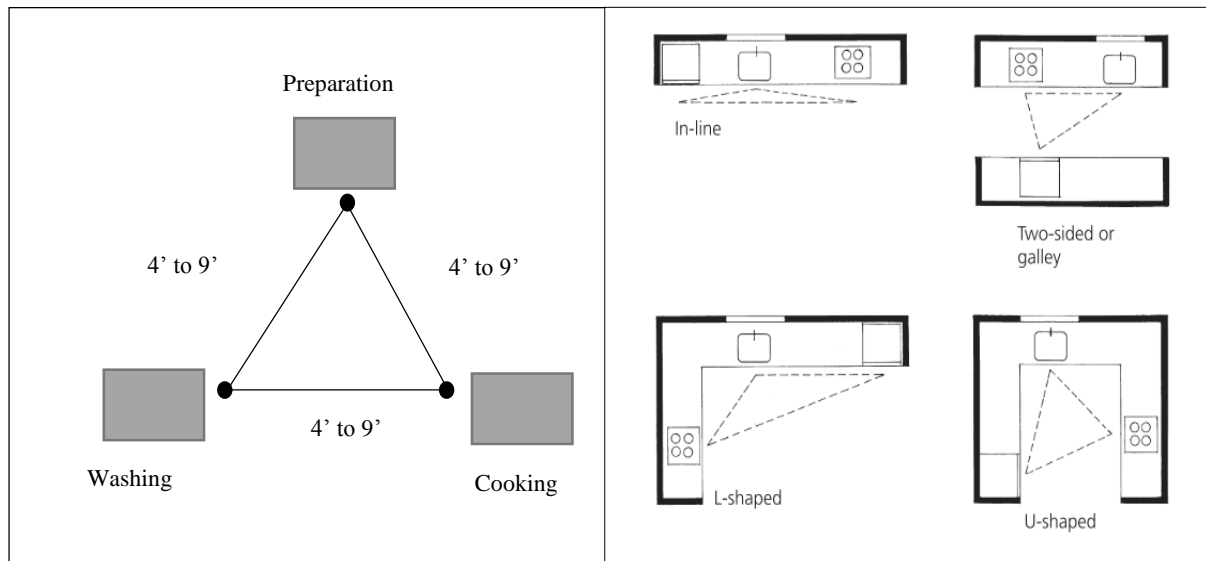 Preparation
4’ to 9’
4’ to 9’
4’ to 9’
Washing
Cooking
In-line
Two-sided or
galley
L-shaped
U-shaped